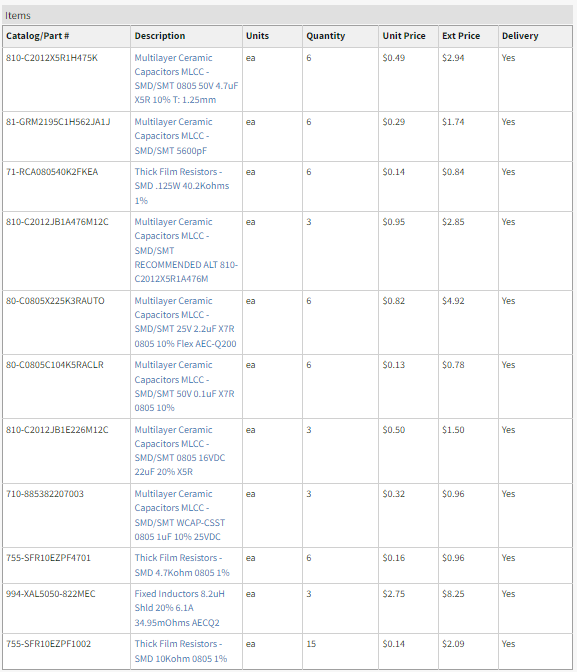 Items
Catalog/Part # Description Units Quantity Unit Price Ext Price Delivery
810-C2012X5R1H475K Multilayer Ceramic ea 6 $0.49 $2.94 Yes
Capacitors MLCC -
SMD/SMT 0805 50V 4.7uF
X5R 10% T: 1.25mm
81-GRM2195C1H562JA1J Multilayer Ceramic ea 6 $0.29 $1.74 Yes
Capacitors MLCC -
SMD/SMT 5600pF
71-RCA080540K2FKEA Thick Film Resistors - ea 6 $0.14 $0.84 Yes
SMD .125W 40.2Kohms
1%
810-C2012JB1A476M12C Multilayer Ceramic ea 3 $0.95 $2.85 Yes
Capacitors MLCC -
SMD/SMT
RECOMMENDED ALT 810-
C2012X5R1A476M
80-C0805X225K3RAUTO Multilayer Ceramic ea 6 $0.82 $4.92 Yes
Capacitors MLCC -
SMD/SMT 25V 2.2uF X7R
0805 10% Flex AEC-Q200
80-C0805C104K5RACLR Multilayer Ceramic ea 6 $0.13 $0.78 Yes
Capacitors MLCC -
SMD/SMT 50V 0.1uF X7R
0805 10%
810-C2012JB1E226M12C Multilayer Ceramic ea 3 $0.50 $1.50 Yes
Capacitors MLCC -
SMD/SMT 0805 16VDC
22uF 20% X5R
710-885382207003 Multilayer Ceramic ea 3 $0.32 $0.96 Yes
Capacitors MLCC -
SMD/SMT WCAP-CSST
0805 1uF 10% 25VDC
755-SFR10EZPF4701 Thick Film Resistors - ea 6 $0.16 $0.96 Yes
SMD 4.7Kohm 0805 1%
994-XAL5050-822MEC Fixed Inductors 8.2uH ea 3 $2.75 $8.25 Yes
Shld 20% 6.1A
34.95mOhms AECQ2
755-SFR10EZPF1002 Thick Film Resistors - ea 15 $0.14 $2.09 Yes
SMD 10Kohm 0805 1%